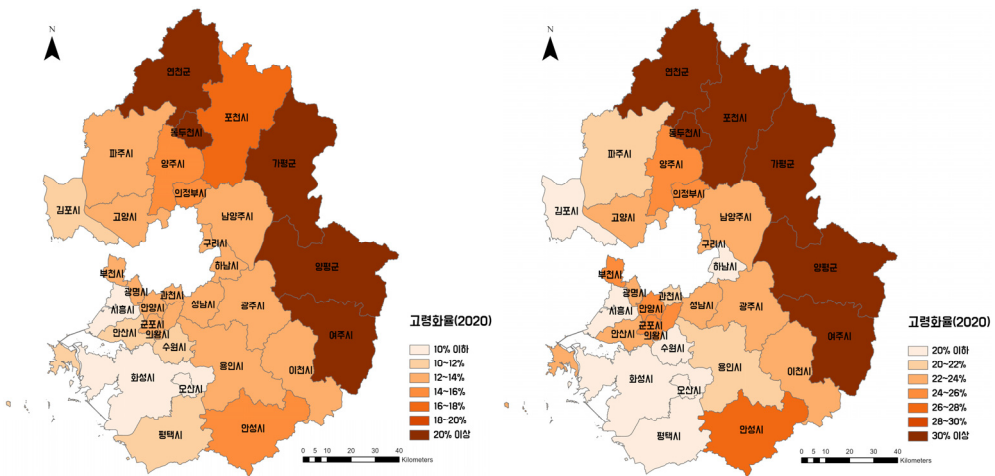 N
연천군
포천시
동두천시
가평군
파주시
양주시
의정부시
김포시
고양시
남양주시
구리시
하남시
양평군
부천시
광명시
과천시
시흥시
안양시
성남시
광주시
군포시
의왕시
안산시
수원시
여주시
용인시
이천시
화성시
오산시
평택시
안성시
고령화율(2020)
10% 이하
10~12%
12~14%
14~16%
16~18%
18~20%
20% 이상
0 5 10 20 30 40
Kilometers
N
연천군
포천시
동두천시
가평군
파주시
양주시
의정부시
김포시
고양시
남양주시
구리시
하남시
양평군
부천시
광명시
과천시
시흥시
안양시
성남시
광주시
군포시
의왕시
안산시
수원시
여주시
용인시
이천시
화성시
오산시
평택시
안성시
고령화율(2020)
20% 이하
20~22%
22~24%
24~26%
26~28%
28~30%
30% 이상
0 5 10 20 30 40
Kilometers